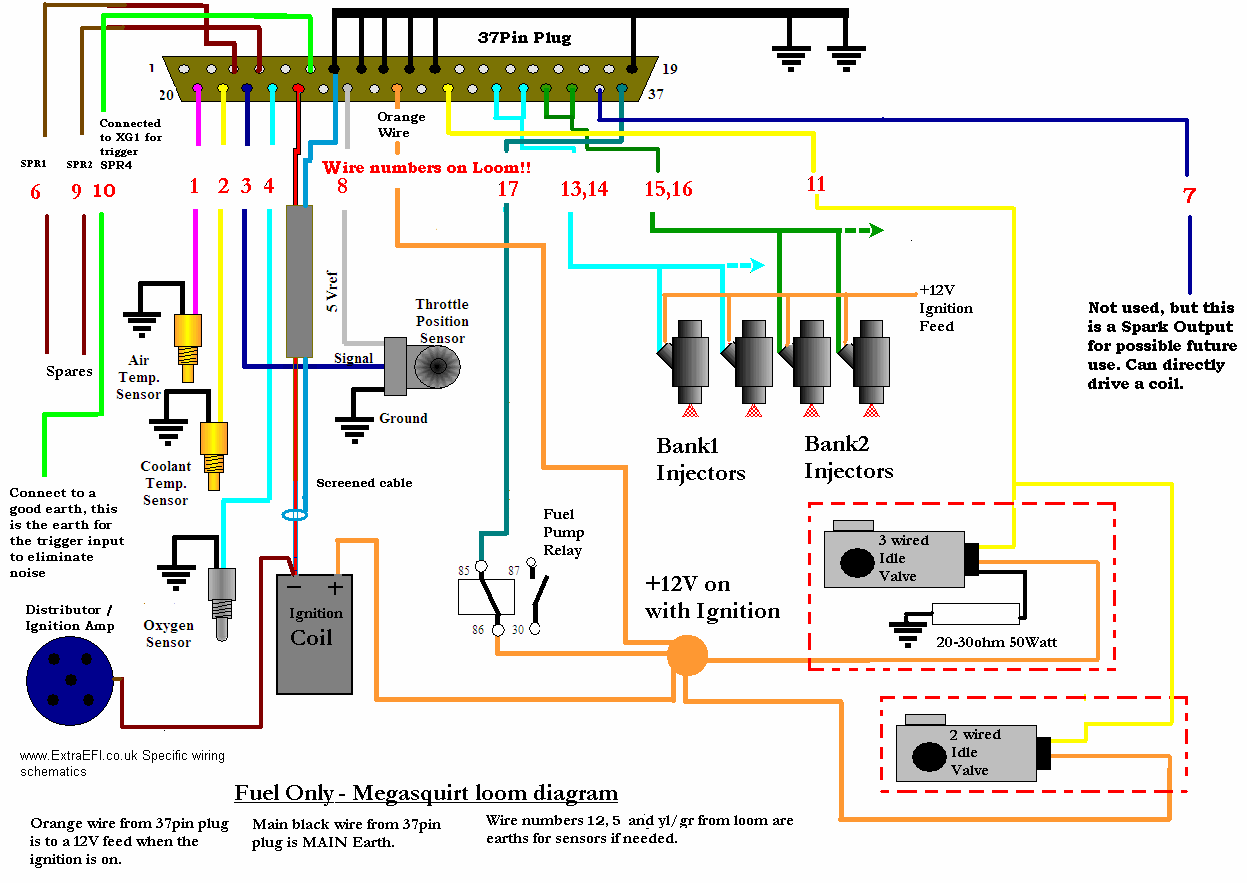 37Pin Plug
1
19
20
37
Connected
to XG1 for
trigger
SPR4
Orange
Wire
SPR1
SPR2
Wire numbers on Loom!!
6
9
10
1
2
3
4
8
17
13,14
15,16
11
7
5 Vref
Throttle
Position
Sensor
Signal
Ground
+12V
Ignition
Feed
Not used, but this
is a Spark Output
for possible future
use. Can directly
drive a coil.
Air
Temp.
Sensor
Spares
Coolant
Temp.
Sensor
Bank1
Injectors
Bank2
Injectors
Screened cable
Connect to a
good earth, this
is the earth for
the trigger input
to eliminate
noise
Fuel
Pump
Relay
85
87
86
30
3 wired
Idle
Valve
20-30ohm 50Watt
+12V on
with Ignition
Distributor /
Ignition Amp
Oxygen
Sensor
− +
Ignition
Coil
2 wired
Idle
Valve
www.ExtraEFI.co.uk Specific wiring
schematics
Fuel Only - Megasquirt loom diagram
Orange wire from 37pin plug
is to a 12V feed when the
ignition is on.
Main black wire from 37pin
plug is MAIN Earth.
Wire numbers 12, 5 and yl/gr from loom are
earths for sensors if needed.